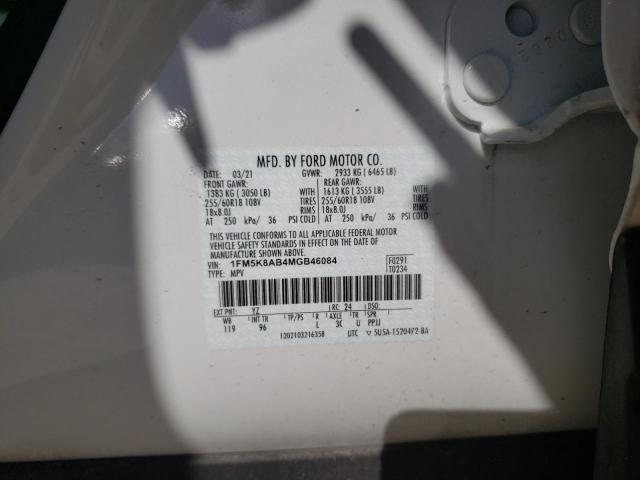 MFD. BY FORD MOTOR CO.
DATE: 03/21 GVWR: 2933 KG ( 6465 LB)
FRONT GAWR: REAR GAWR:
1383 KG ( 3050 LB) WITH 1613 KG ( 3555 LB) WITH
255/60R18 108V TIRES 255/60R18 108V TIRES
18x8.0J RIMS 18x8.0J RIMS
AT 250 kPa/ 36 PSI COLD AT 250 kPa/ 36 PSI COLD
THIS VEHICLE CONFORMS TO ALL APPLICABLE FEDERAL MOTOR
VEHICLE SAFETY STANDARDS IN EFFECT ON THE DATE OF
MANUFACTURE SHOWN ABOVE.
VIN: 1FM5K8AB4MGB46084 F0291
TYPE: MPV T0234
EXT PNT: YZ RC: 24 DSO:
WB INT TR TP/PS R AXLE TR SPR
119 96 L 3C U PPJJ
1202103216358 UTC 5U5A-15204F2-BA